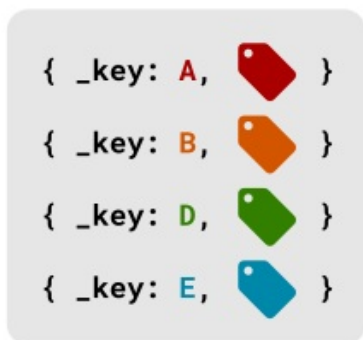 { _key: A, }
{ _key: B, }
{ _key: D, }
{ _key: E, }